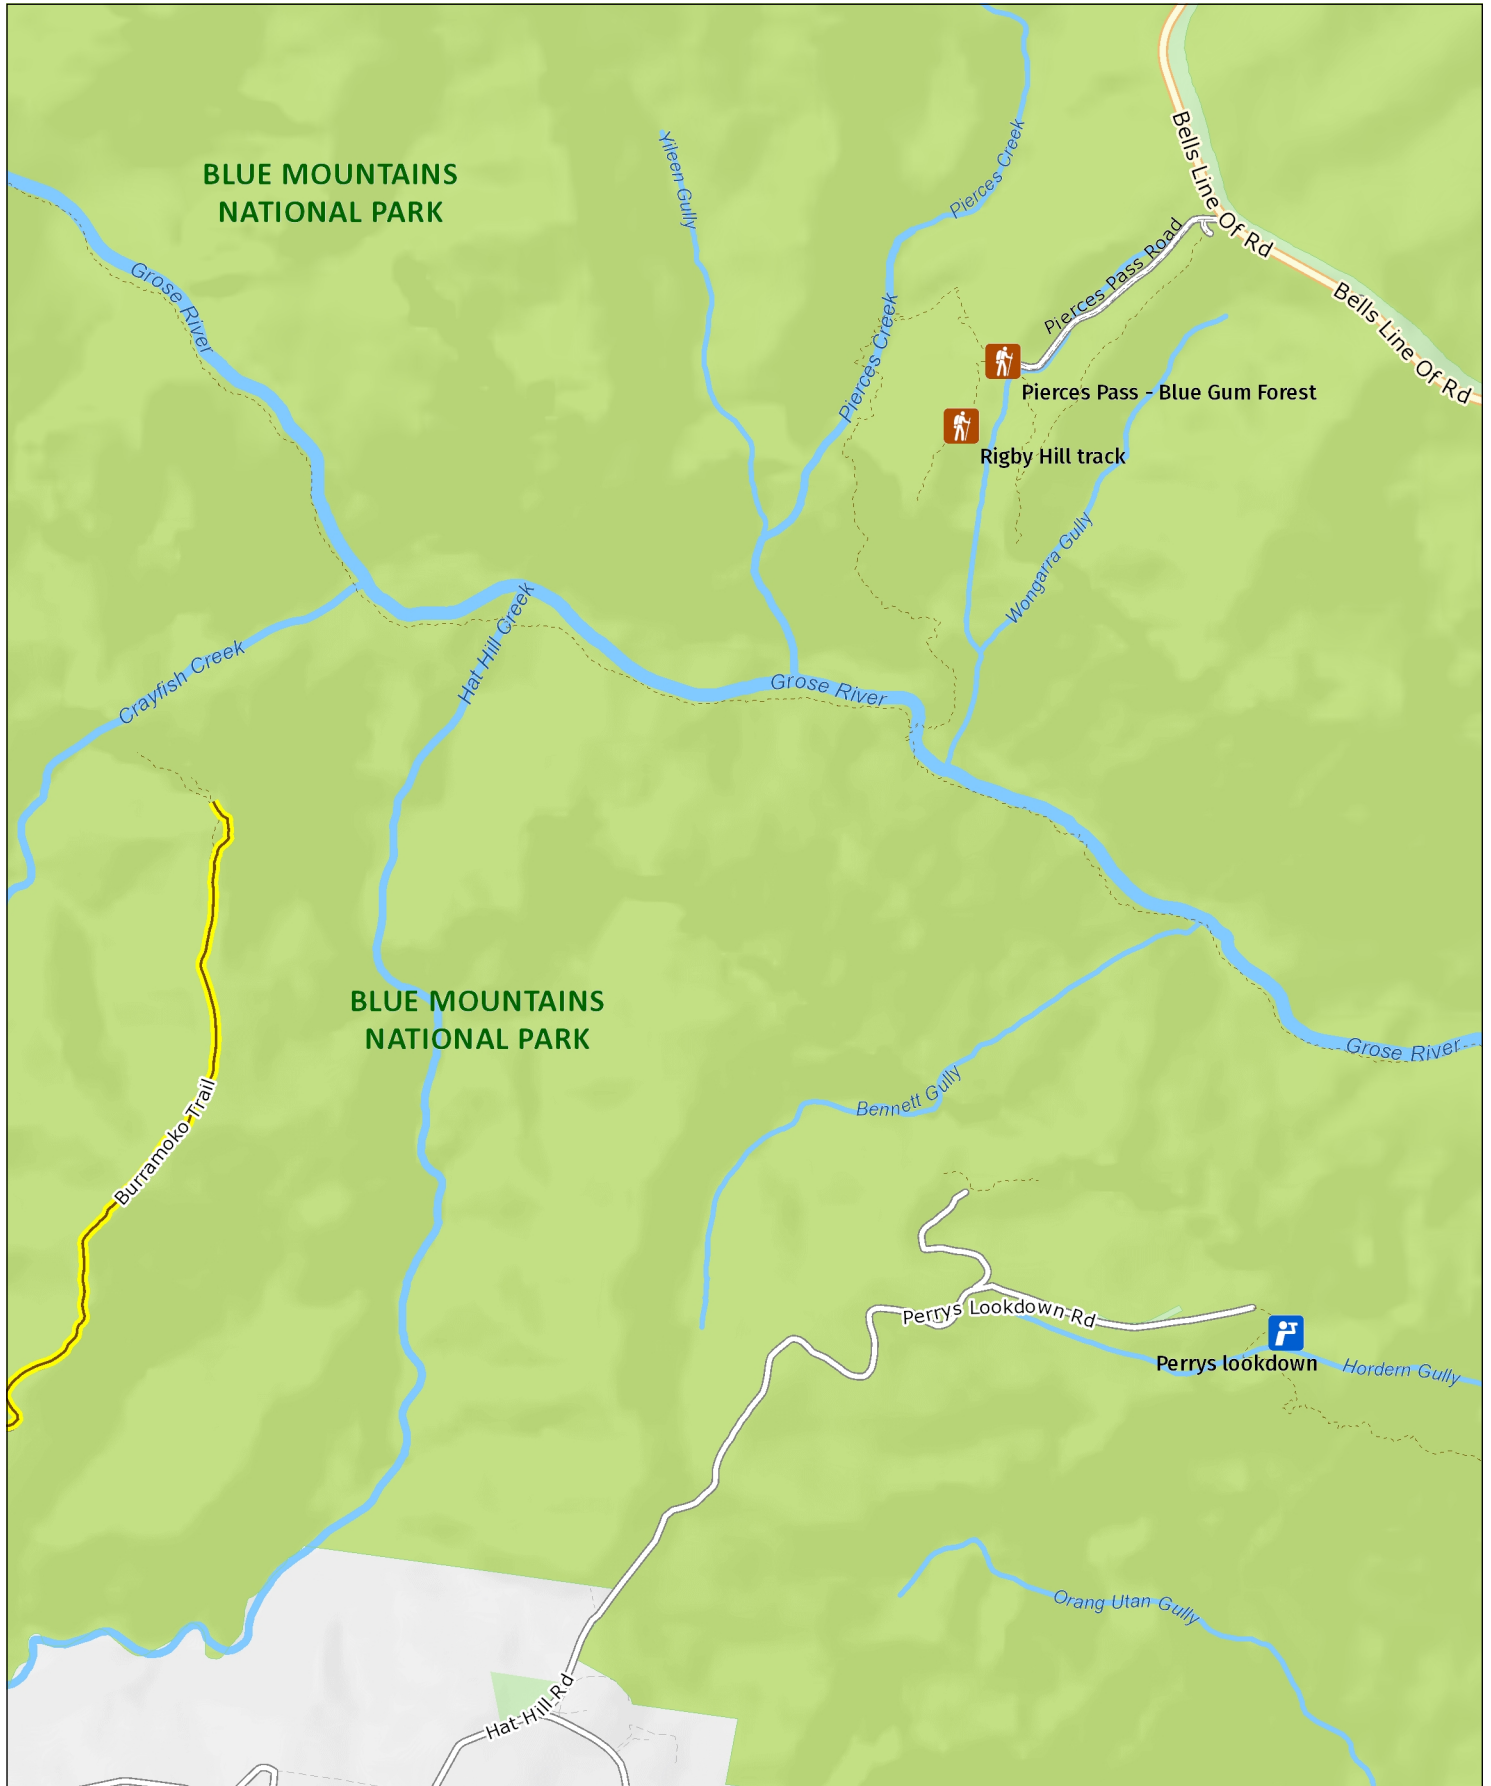 Bells Line Of Rd
Pierces Creek
Yileen Gully
BLUE MOUNTAINS
NATIONAL PARK
Pierces Pass Road
Bells Line Of Rd
Grose River
Pierces Creek
Pierces Pass - Blue Gum Forest
Rigby Hill track
Wongarra Gully
Hat Hill Creek
Crayfish Creek
Grose River
BLUE MOUNTAINS
NATIONAL PARK
Grose River
Bennett Gully
Burramoko Trail
Perrys Lookdown Rd
Perrys lookdown
Hordern Gully
Orang Utan Gully
Hat Hill Rd